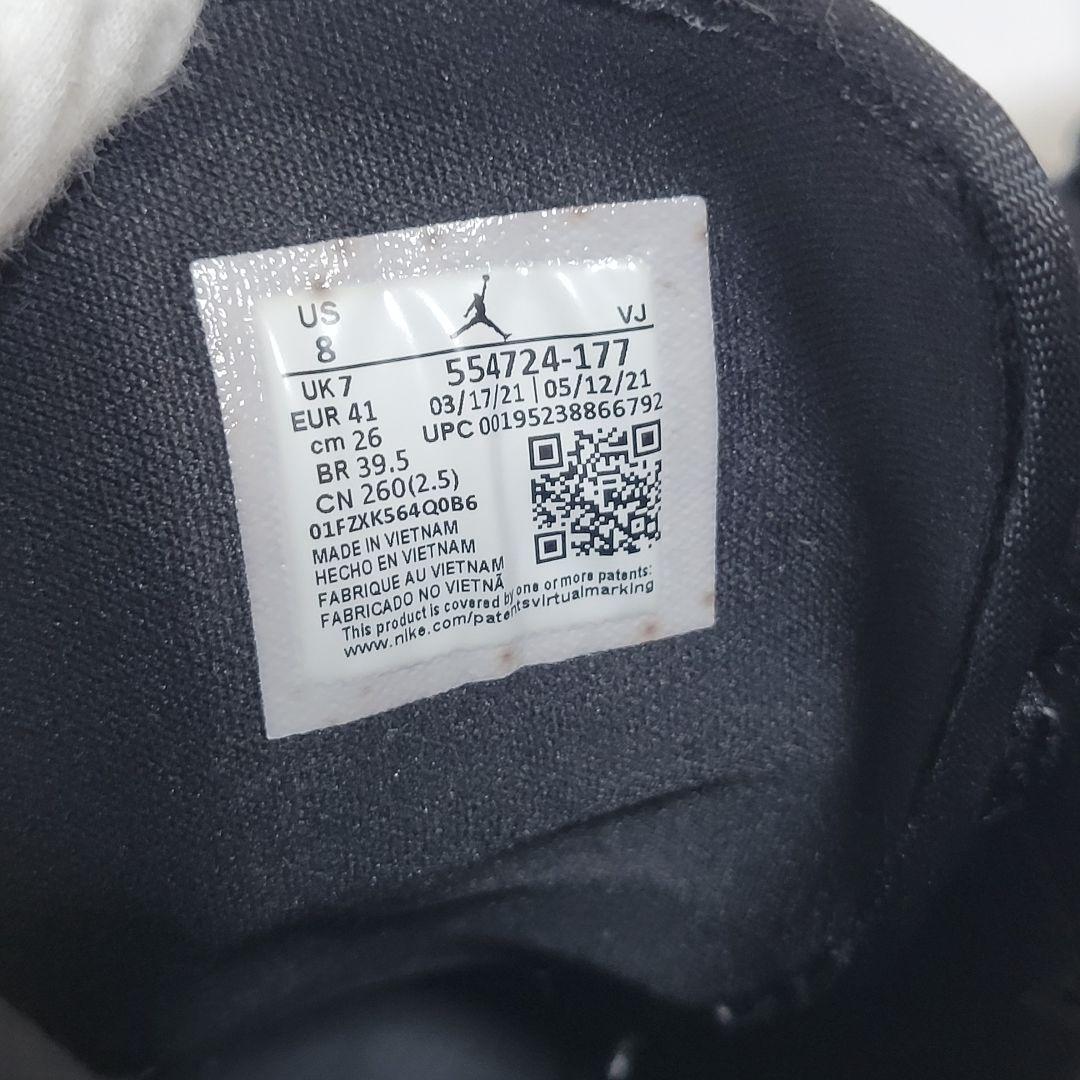 US
8
VJ
UK 7
554724-177
EUR 41
03/17/21 | 05/12/21
cm 26
UPC 00195238866792
BR 39.5
CN 260(2.5)
01FZXK564Q0B6
MADE IN VIETNAM
HECHO EN VIETNAM
FABRIQUE AU VIETNAM
FABRICADO NO VIETNÃ
This product is covered by one or more patents:
www.nike.com/patentsvirtualmarking